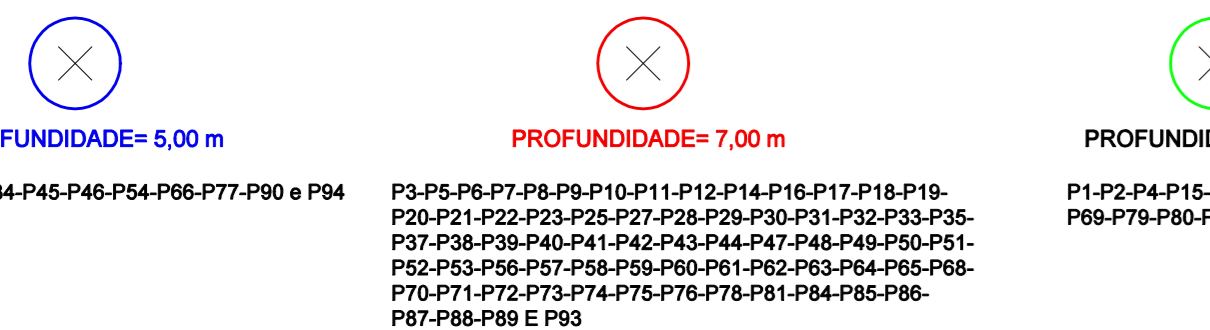 FUNDIDADE= 5,00 m
34-P45-P46-P54-P66-P77-P90 e P94
PROFUNDIDADE= 7,00 m
P3-P5-P6-P7-P8-P9-P10-P11-P12-P14-P16-P17-P18-P19-
P20-P21-P22-P23-P25-P27-P28-P29-P30-P31-P32-P33-P35-
P37-P38-P39-P40-P41-P42-P43-P44-P47-P48-P49-P50-P51-
P52-P53-P56-P57-P58-P59-P60-P61-P62-P63-P64-P65-P68-
P70-P71-P72-P73-P74-P75-P76-P78-P81-P84-P85-P86-
P87-P88-P89 E P93
PROFUNDI
P1-P2-P4-P15-
P69-P79-P80-